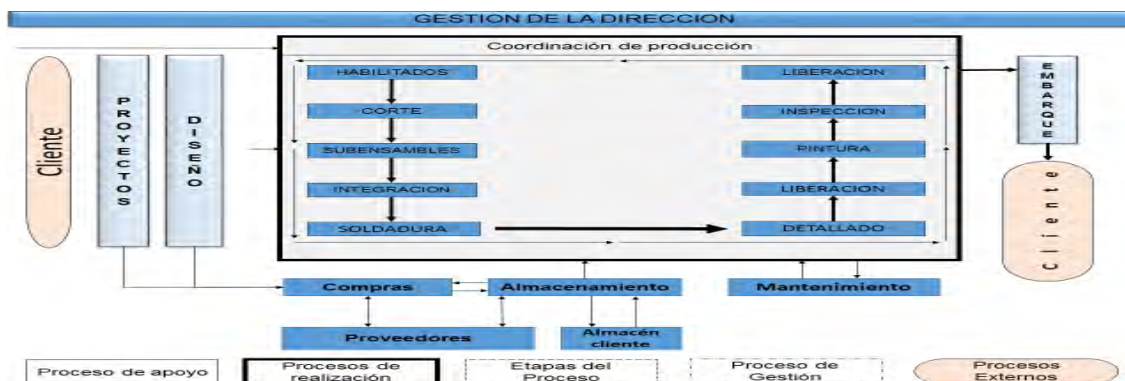 GESTION DE LA DIRECCION
Coordinación de producción
Cliente
PROYECTOS
DISEÑO
HABILITADOS
CORTE
SUBENSAMBLES
INTEGRACION
SOLDADURA
LIBERACION
INSPECCION
PINTURA
LIBERACION
DETALLADO
EMBARQUE
Cliente
Compras
Almacenamiento
Mantenimiento
Proveedores
Almacén
cliente
Proceso de apoyo
Procesos de
realización
Etapas del
Proceso
Proceso de
Gestión
Procesos
Externos